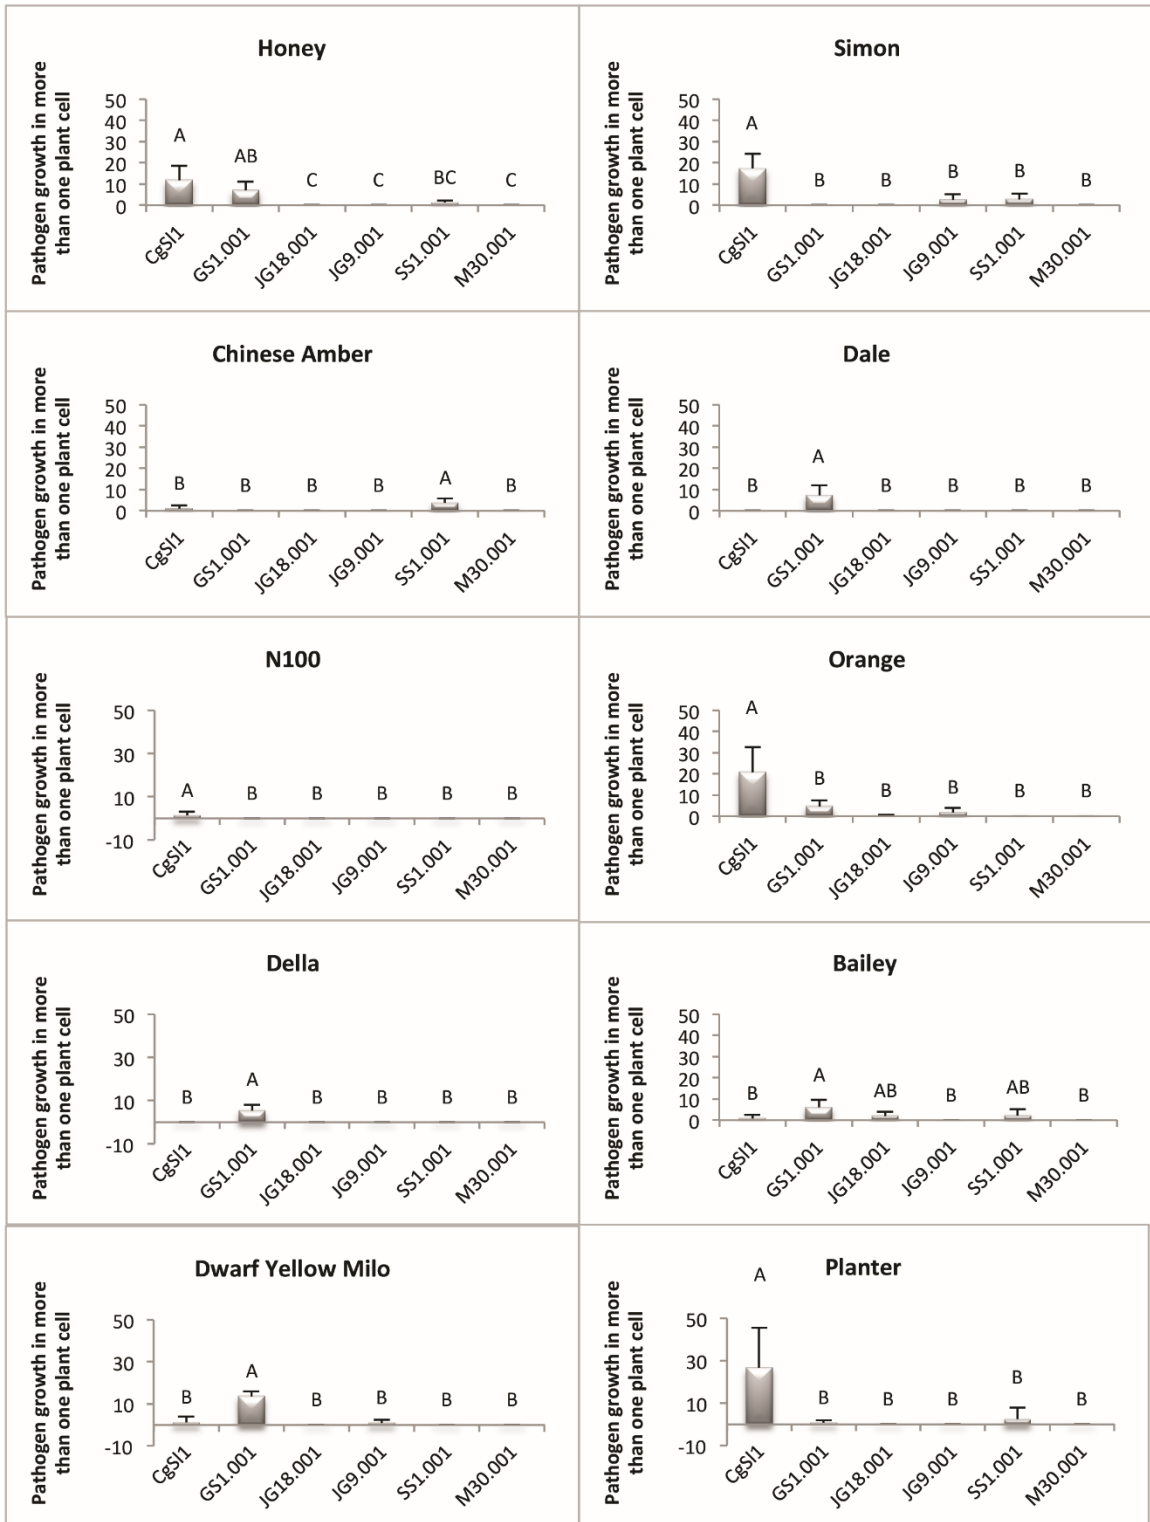 Honey
Pathogen growth in more
than one plant cell
50
40
30
20
10
0
A
AB
C
C
BC
C
CgSl1
GS1.001
JG18.001
JG9.001
SS1.001
M30.001
Simon
Pathogen growth in more
than one plant cell
50
40
30
20
10
0
A
B
B
B
B
B
CgSl1
GS1.001
JG18.001
JG9.001
SS1.001
M30.001
Chinese Amber
Pathogen growth in more
than one plant cell
50
40
30
20
10
0
B
B
B
B
A
B
CgSl1
GS1.001
JG18.001
JG9.001
SS1.001
M30.001
Dale
Pathogen growth in more
than one plant cell
50
40
30
20
10
0
B
A
B
B
B
B
CgSl1
GS1.001
JG18.001
JG9.001
SS1.001
M30.001
N100
Pathogen growth in more
than one plant cell
50
30
10
-10
A
B
B
B
B
B
CgSl1
GS1.001
JG18.001
JG9.001
SS1.001
M30.001
Orange
Pathogen growth in more
than one plant cell
50
40
30
20
10
0
A
B
B
B
B
B
CgSl1
GS1.001
JG18.001
JG9.001
SS1.001
M30.001
Della
Pathogen growth in more
than one plant cell
50
30
10
-10
B
A
B
B
B
B
CgSl1
GS1.001
JG18.001
JG9.001
SS1.001
M30.001
Bailey
Pathogen growth in more
than one plant cell
50
40
30
20
10
0
B
A
AB
B
AB
B
CgSl1
GS1.001
JG18.001
JG9.001
SS1.001
M30.001
Dwarf Yellow Milo
Pathogen growth in more
than one plant cell
50
30
10
-10
B
A
B
B
B
B
CgSl1
GS1.001
JG18.001
JG9.001
SS1.001
M30.001
Planter
Pathogen growth in more
than one plant cell
50
30
10
-10
A
B
B
B
B
B
CgSl1
GS1.001
JG18.001
JG9.001
SS1.001
M30.001